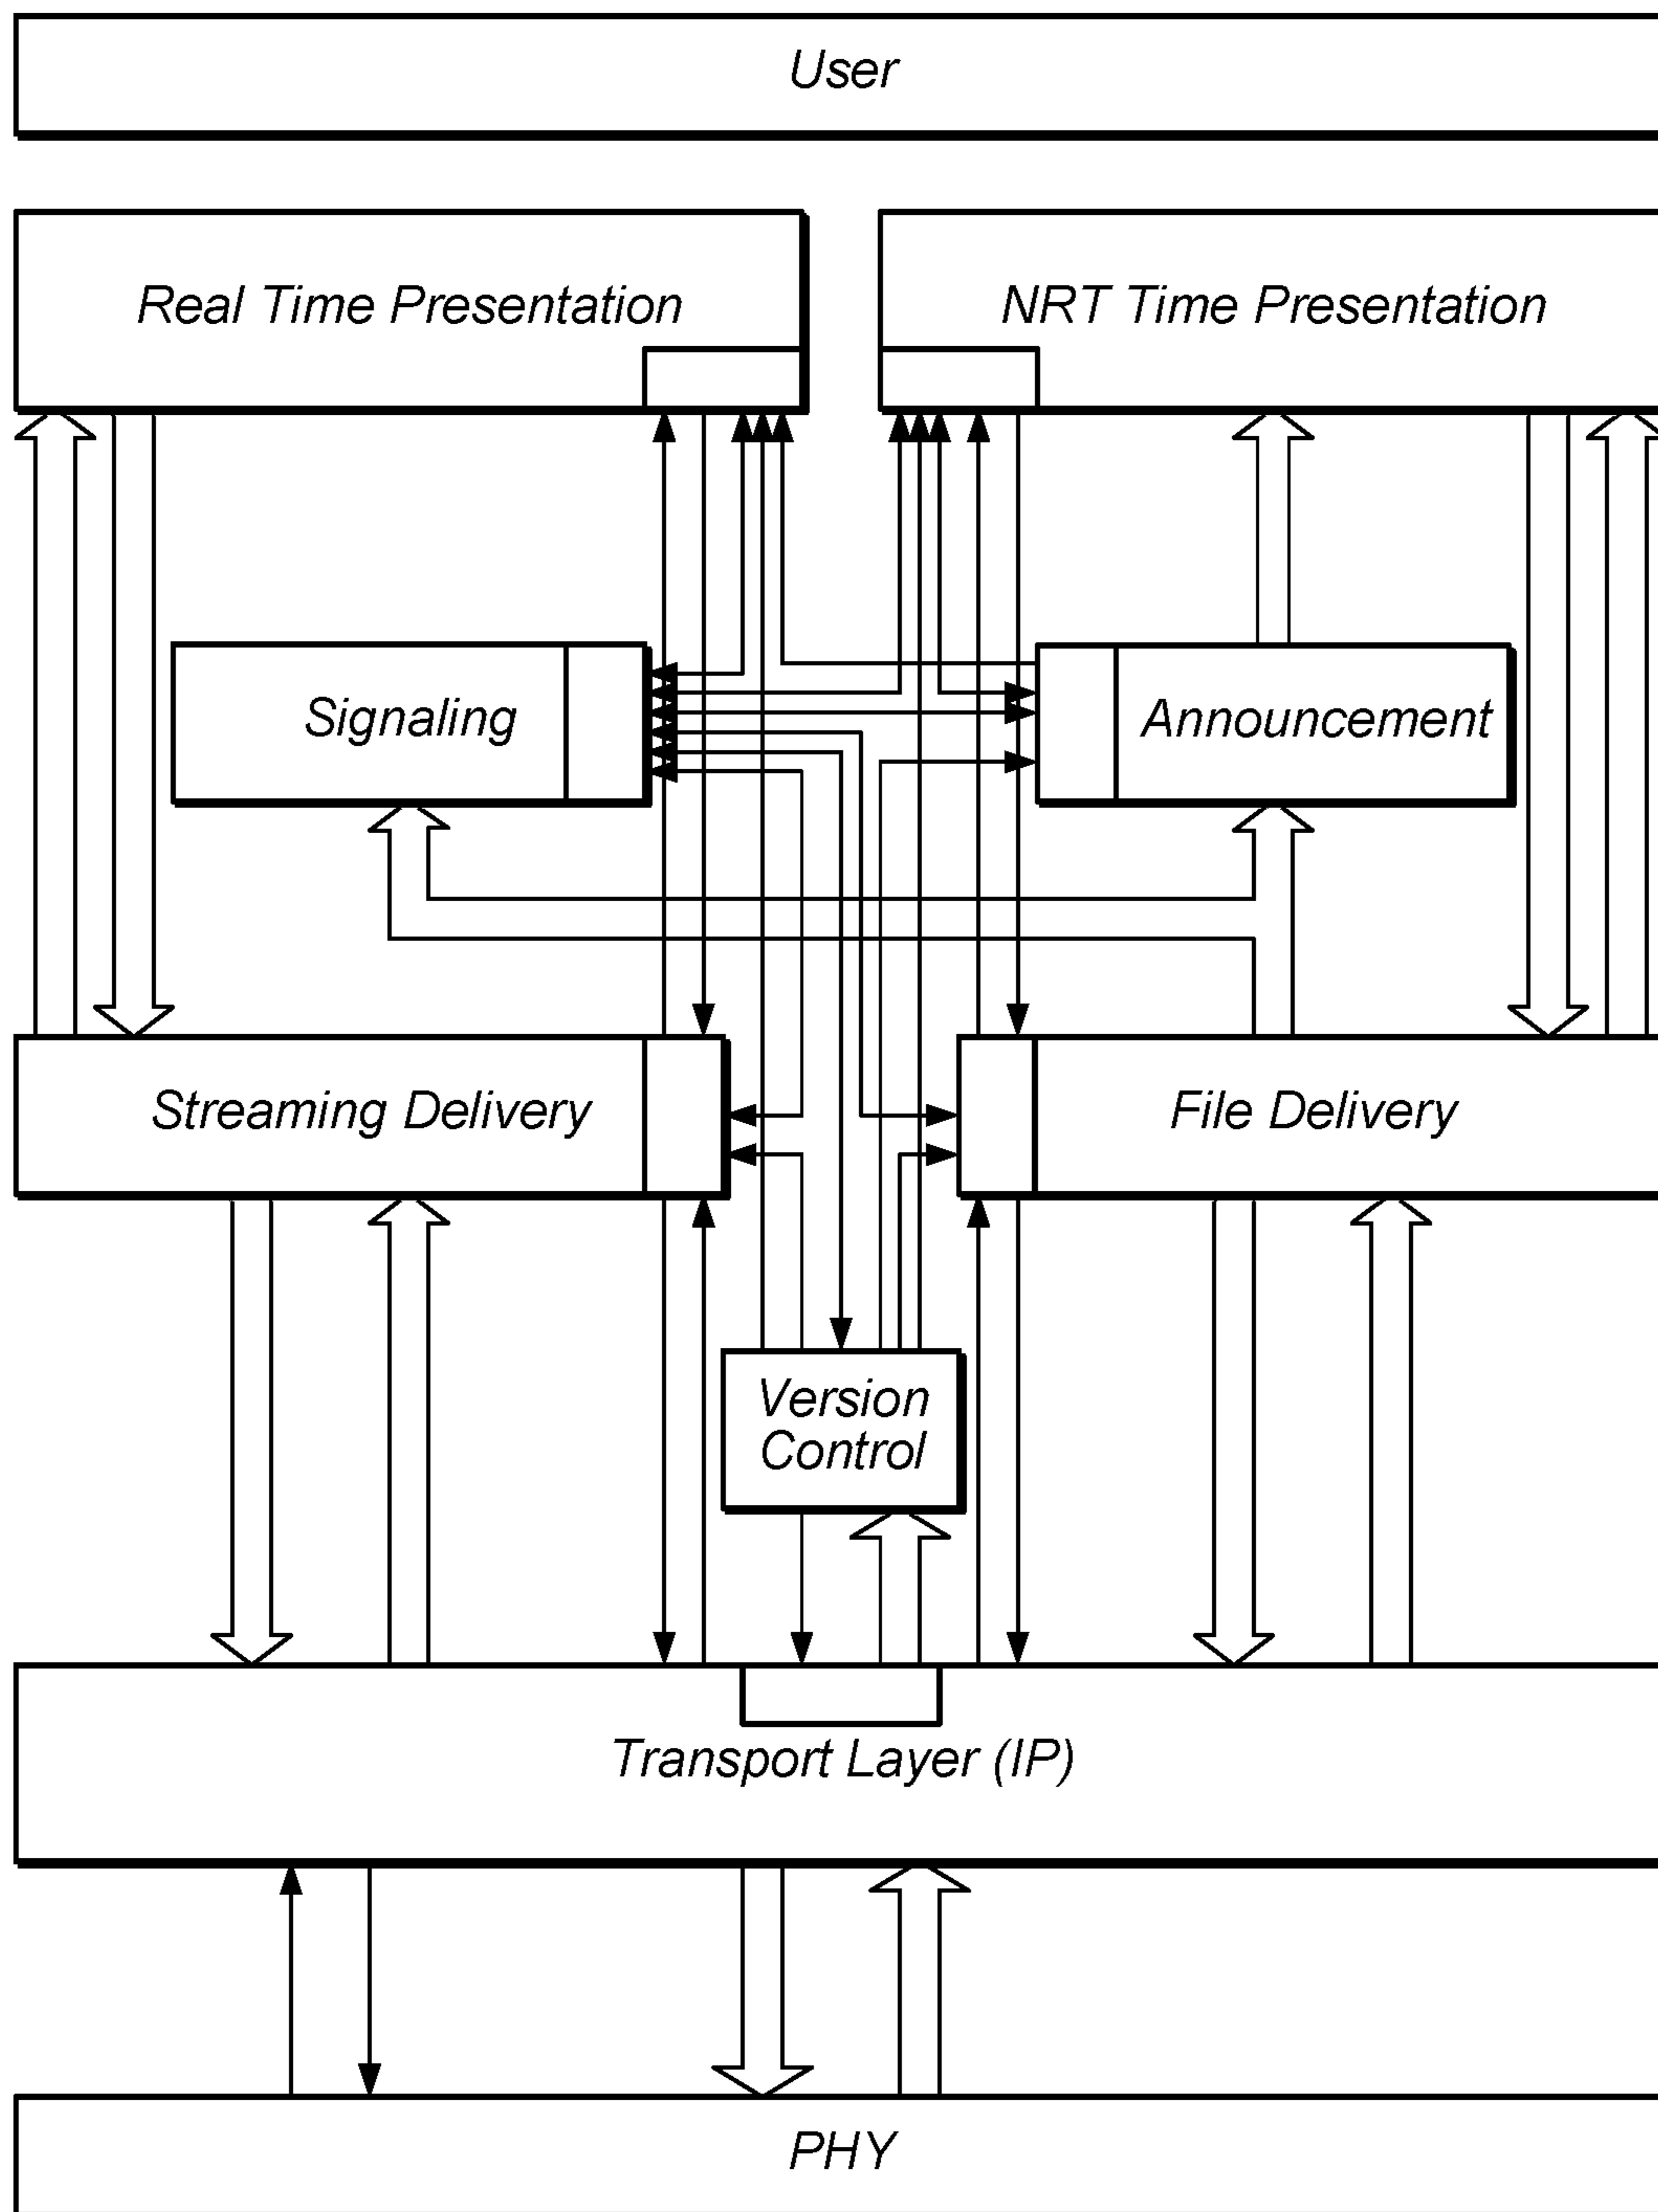 User
Real Time Presentation
NRT Time Presentation
Signaling
Announcement
Streaming Delivery
File Delivery
Version
Control
Transport Layer (IP)
PHY